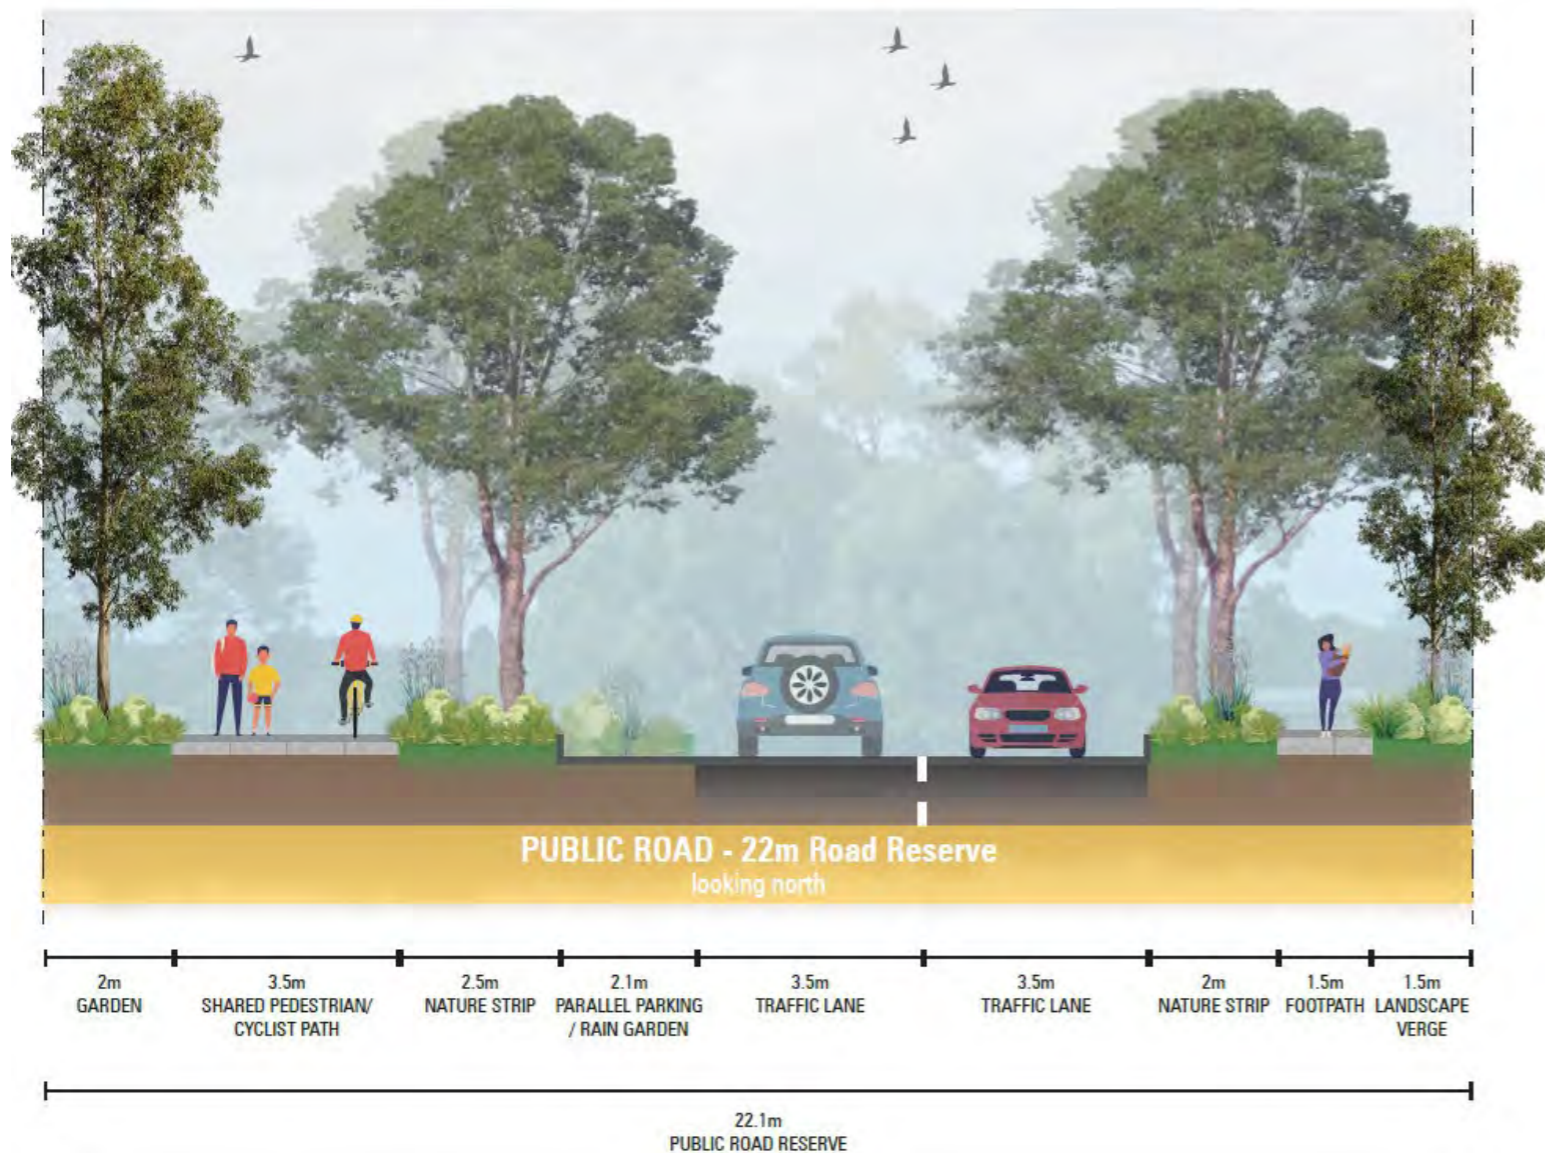 PUBLIC ROAD - 22m Road Reserve
looking north
2m
GARDEN
3.5m
SHARED PEDESTRIAN/
CYCLIST PATH
2.5m
NATURE STRIP
2.1m
PARALLEL PARKING
/ RAIN GARDEN
3.5m
TRAFFIC LANE
3.5m
TRAFFIC LANE
2m
NATURE STRIP
1.5m
FOOTPATH
1.5m
LANDSCAPE
VERGE
22.1m
PUBLIC ROAD RESERVE